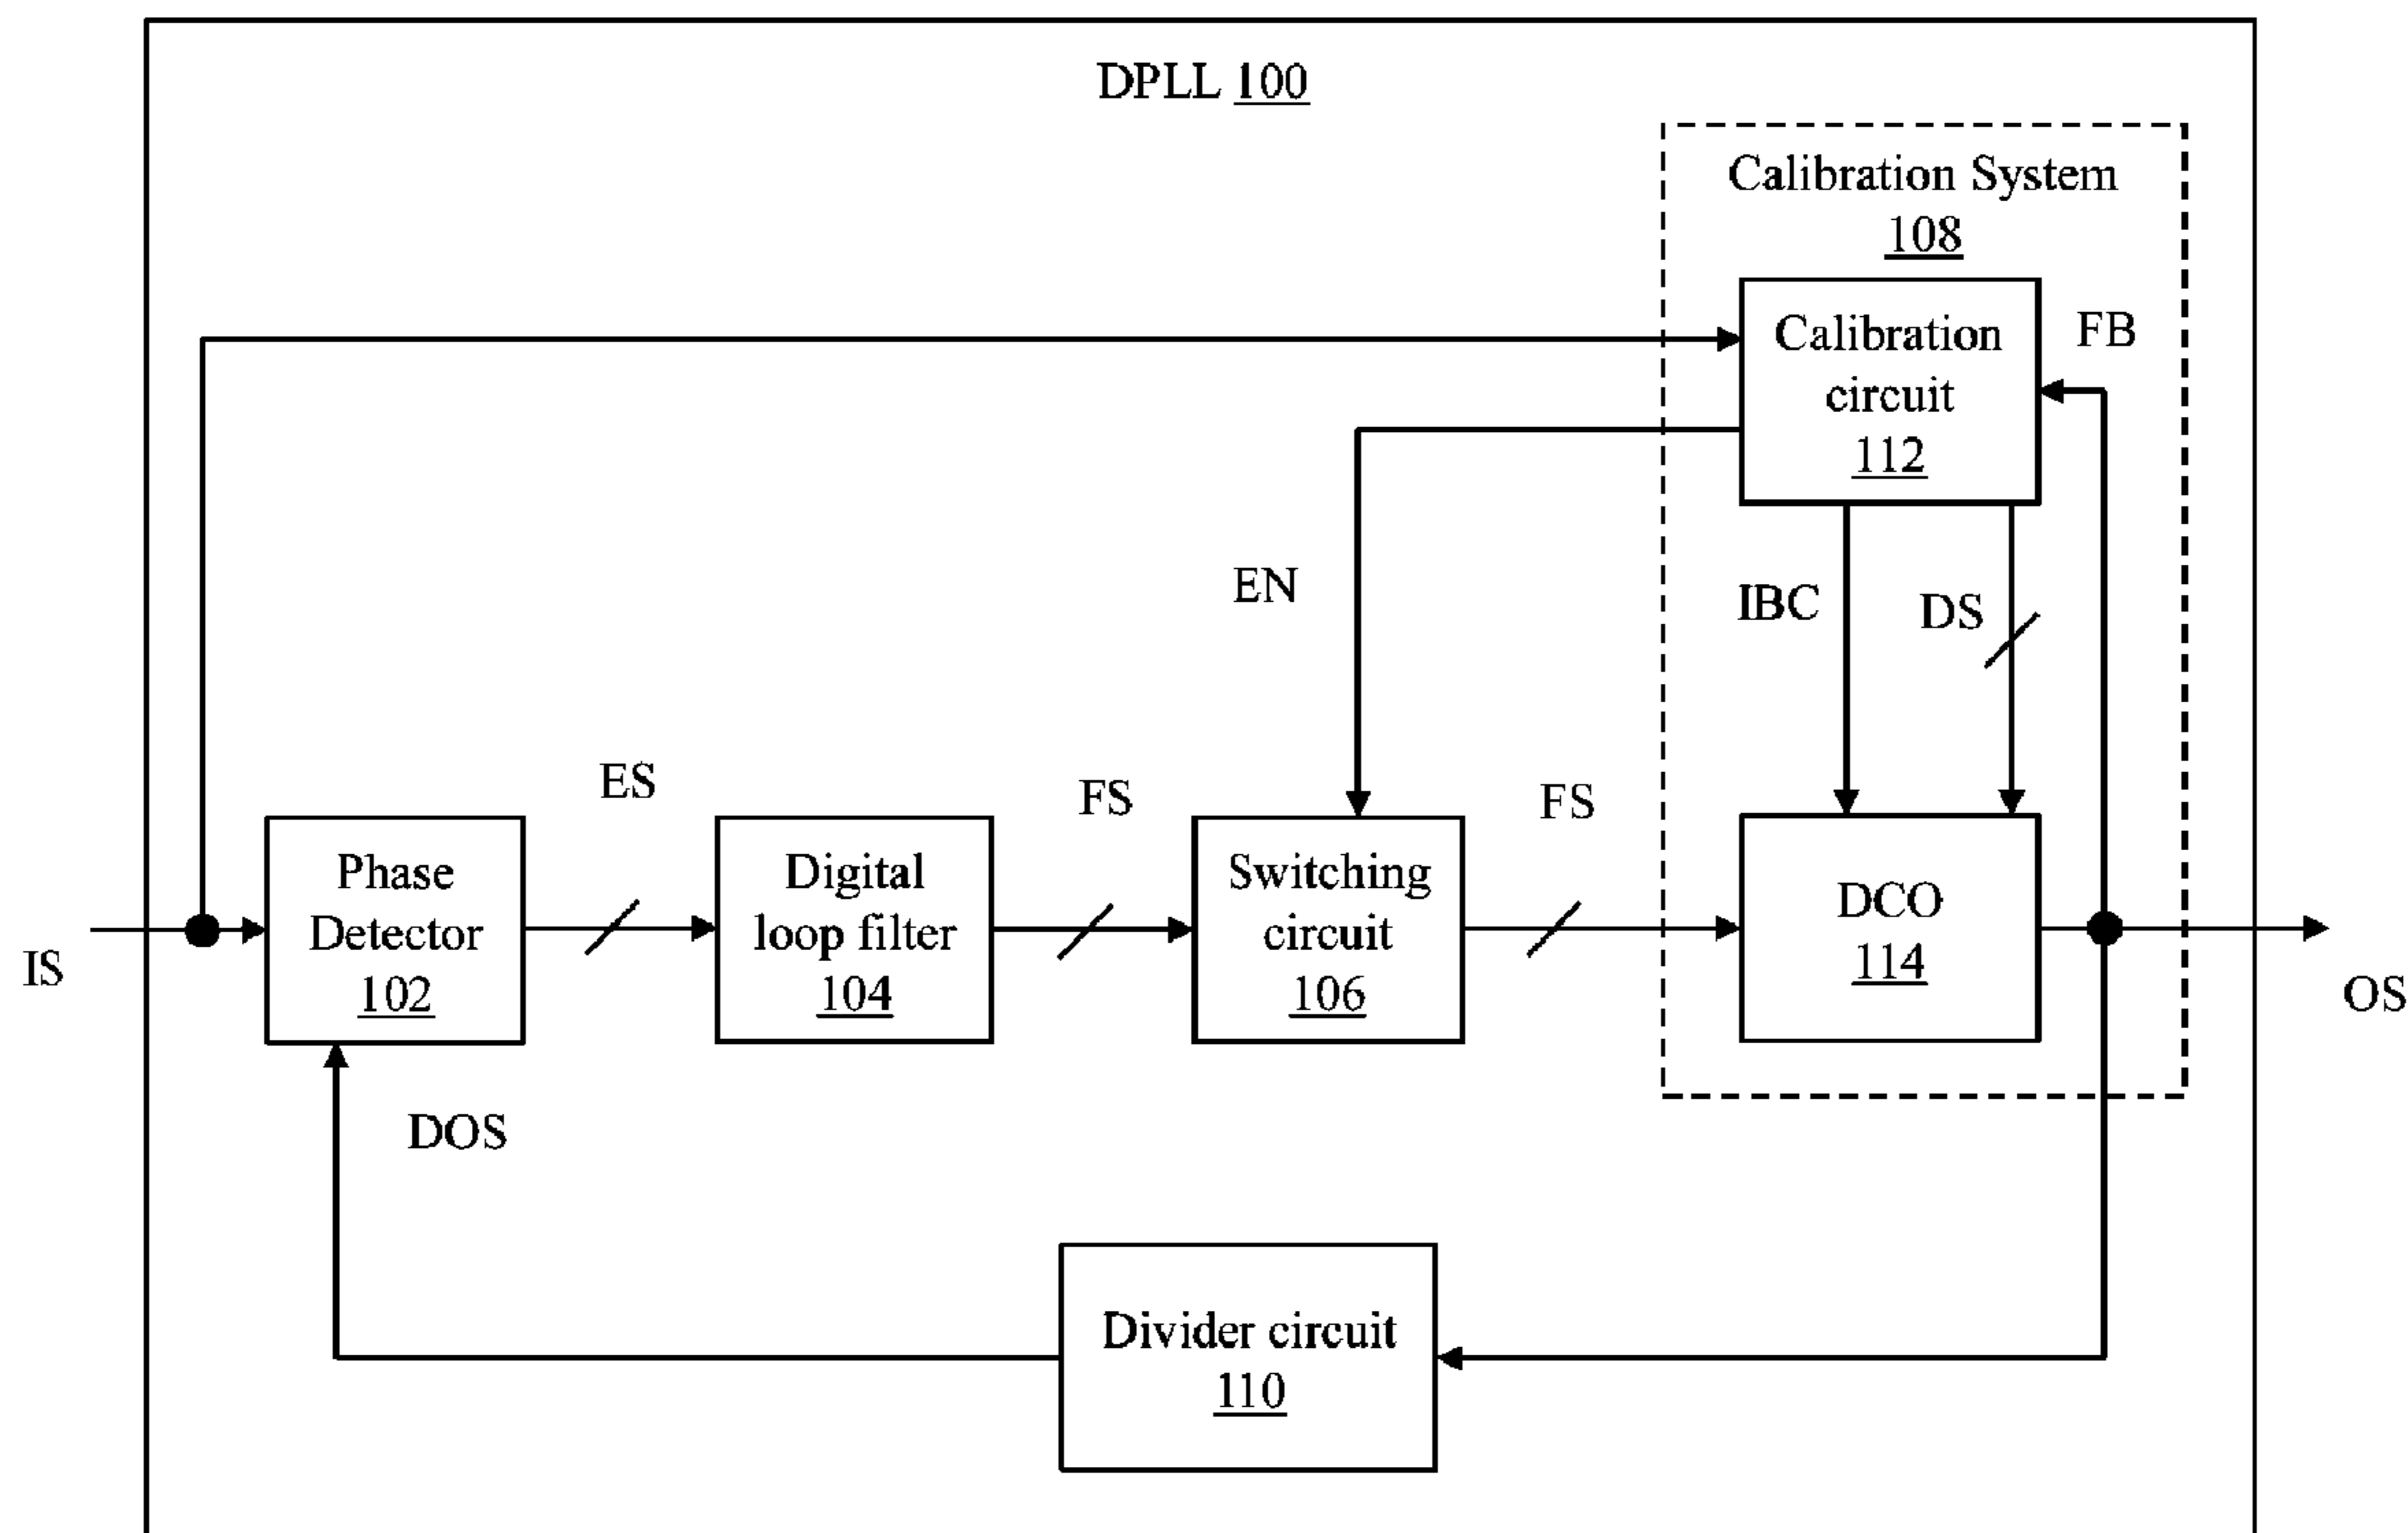 DPLL 100
Calibration System
108
Calibration
circuit
112
FB
EN
IBC
DS
ES
FS
FS
IS
Phase
Detector
102
Digital
loop filter
104
Switching
circuit
106
DCO
114
OS
DOS
Divider circuit
110